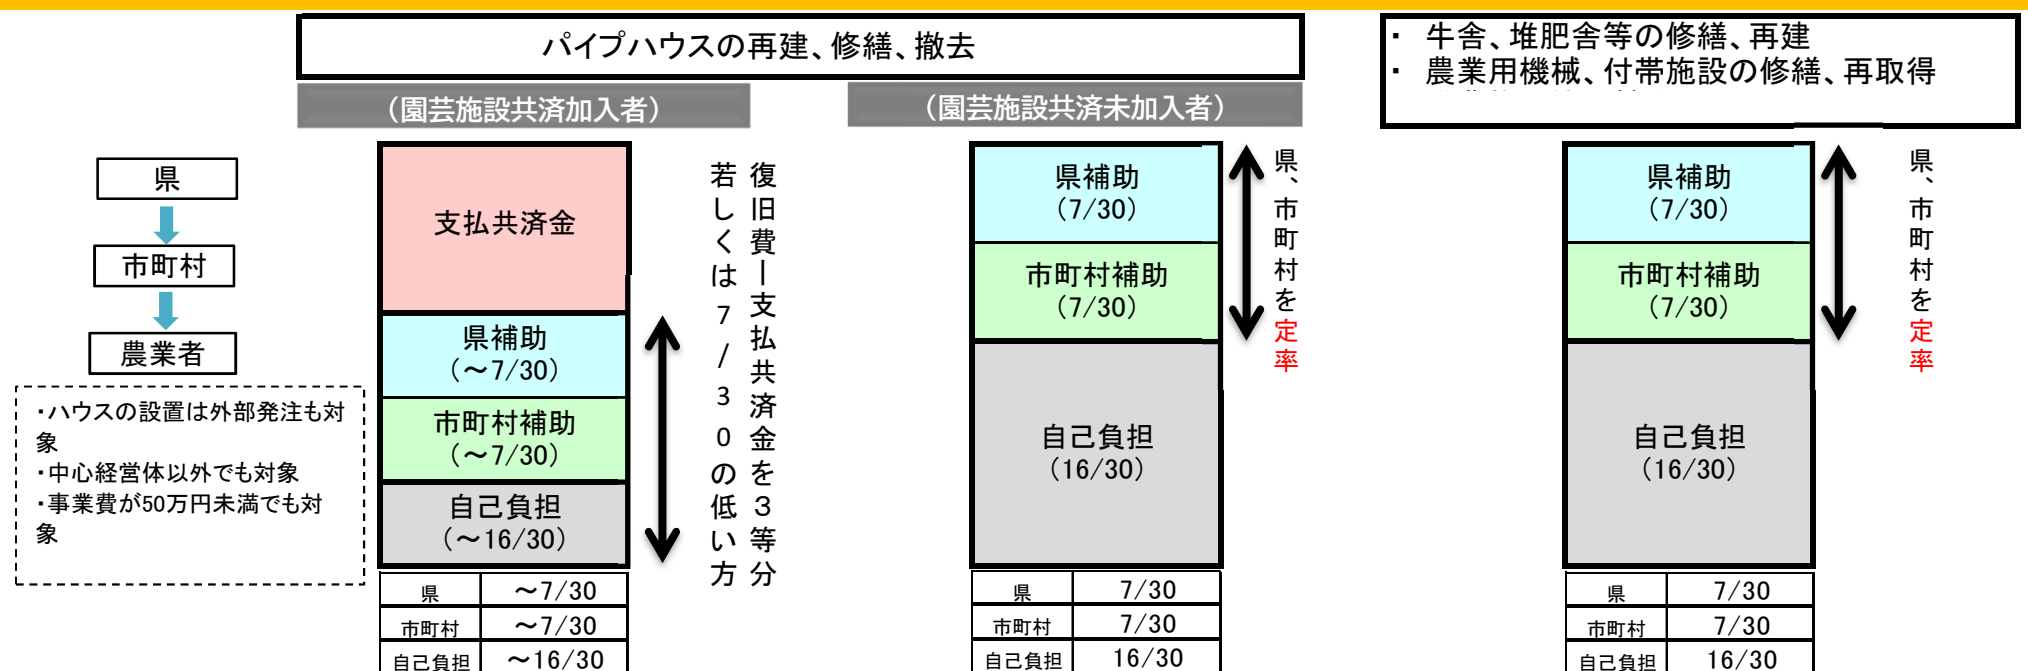 パイプハウスの再建、修繕、撤去
・ 牛舎、堆肥舎等の修繕、再建
・ 農業用機械、付帯施設の修繕、再取得
（園芸施設共済加入者）
（園芸施設共済未加入者）
県
市町村
農業者
・ハウスの設置は外部発注も対
象
・中心経営体以外でも対象
・事業費が50万円未満でも対
象
支払共済金
県補助
（～7/30）
市町村補助
（～7/30）
自己負担
（～16/30）
復旧費ー支払共済金を３等分
若しくは7/30の低い方
県 ～7/30
市町村 ～7/30
自己負担 ～16/30
県補助
（7/30）
市町村補助
（7/30）
自己負担
（16/30）
県、市町村を定率
県 7/30
市町村 7/30
自己負担 16/30
県補助
（7/30）
市町村補助
（7/30）
自己負担
（16/30）
県、市町村を定率
県 7/30
市町村 7/30
自己負担 16/30